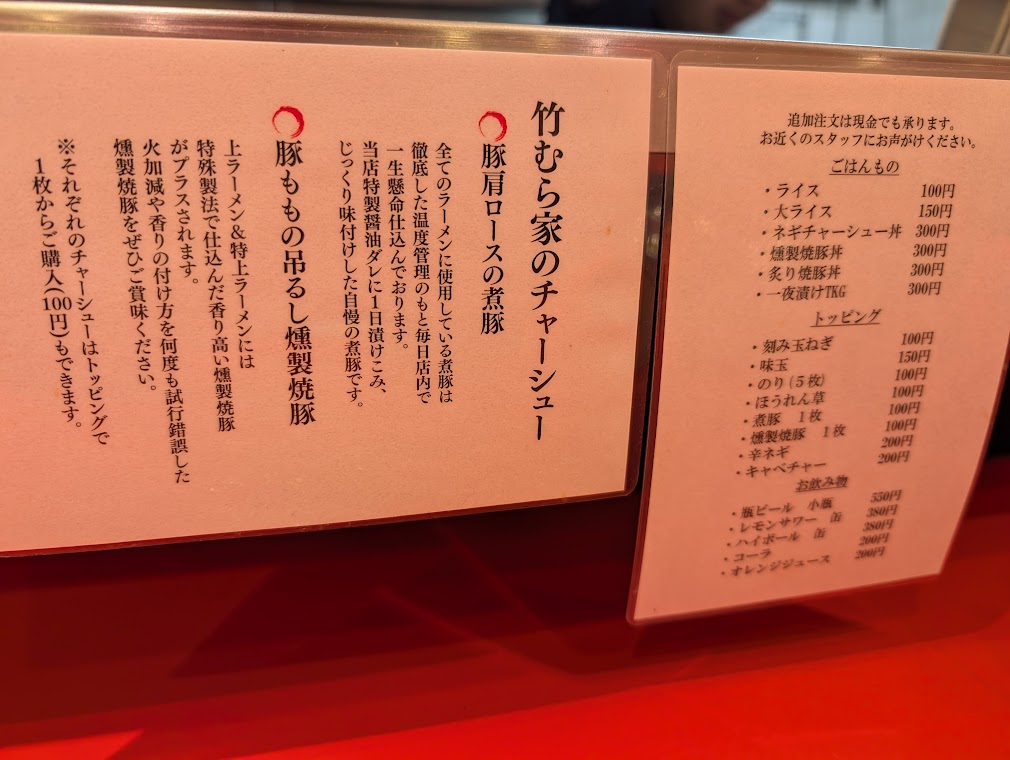 竹むら家のチャーシュー
豚肩ロースの煮豚
全てのラーメンに使用している煮豚は
徹底した温度管理のもと毎日店内で
一生懸命仕込んでおります。
当店特製醤油ダレに1日漬けこみ、
じっくり味付けした自慢の煮豚です。
豚ももの吊るし燻製焼豚
上ラーメン&特上ラーメンには
特殊製法で仕込んだ香り高い燻製焼豚
がプラスされます。
火加減や香りの付け方を何度も試行錯誤した
燻製焼豚をぜひご賞味ください。
※それぞれのチャーシューはトッピングで
1枚からご購入(100円)もできます。
追加注文は現金でも承ります。
お近くのスタッフにお声がけください。
ごはんもの
・ライス 100円
・大ライス 150円
・ネギチャーシュー丼 300円
・燻製焼豚丼 300円
・炙り焼豚丼 300円
・一夜漬けTKG 300円
トッピング
・刻み玉ねぎ 100円
・味玉 150円
・のり(5枚) 100円
・ほうれん草 100円
・煮豚 1枚 100円
・燻製焼豚 1枚 100円
・辛ネギ 200円
・キャベチャー 200円
お飲み物
・瓶ビール 小瓶 550円
・レモンサワー 缶 380円
・ハイボール 缶 380円
・コーラ 200円
・オレンジジュース 200円